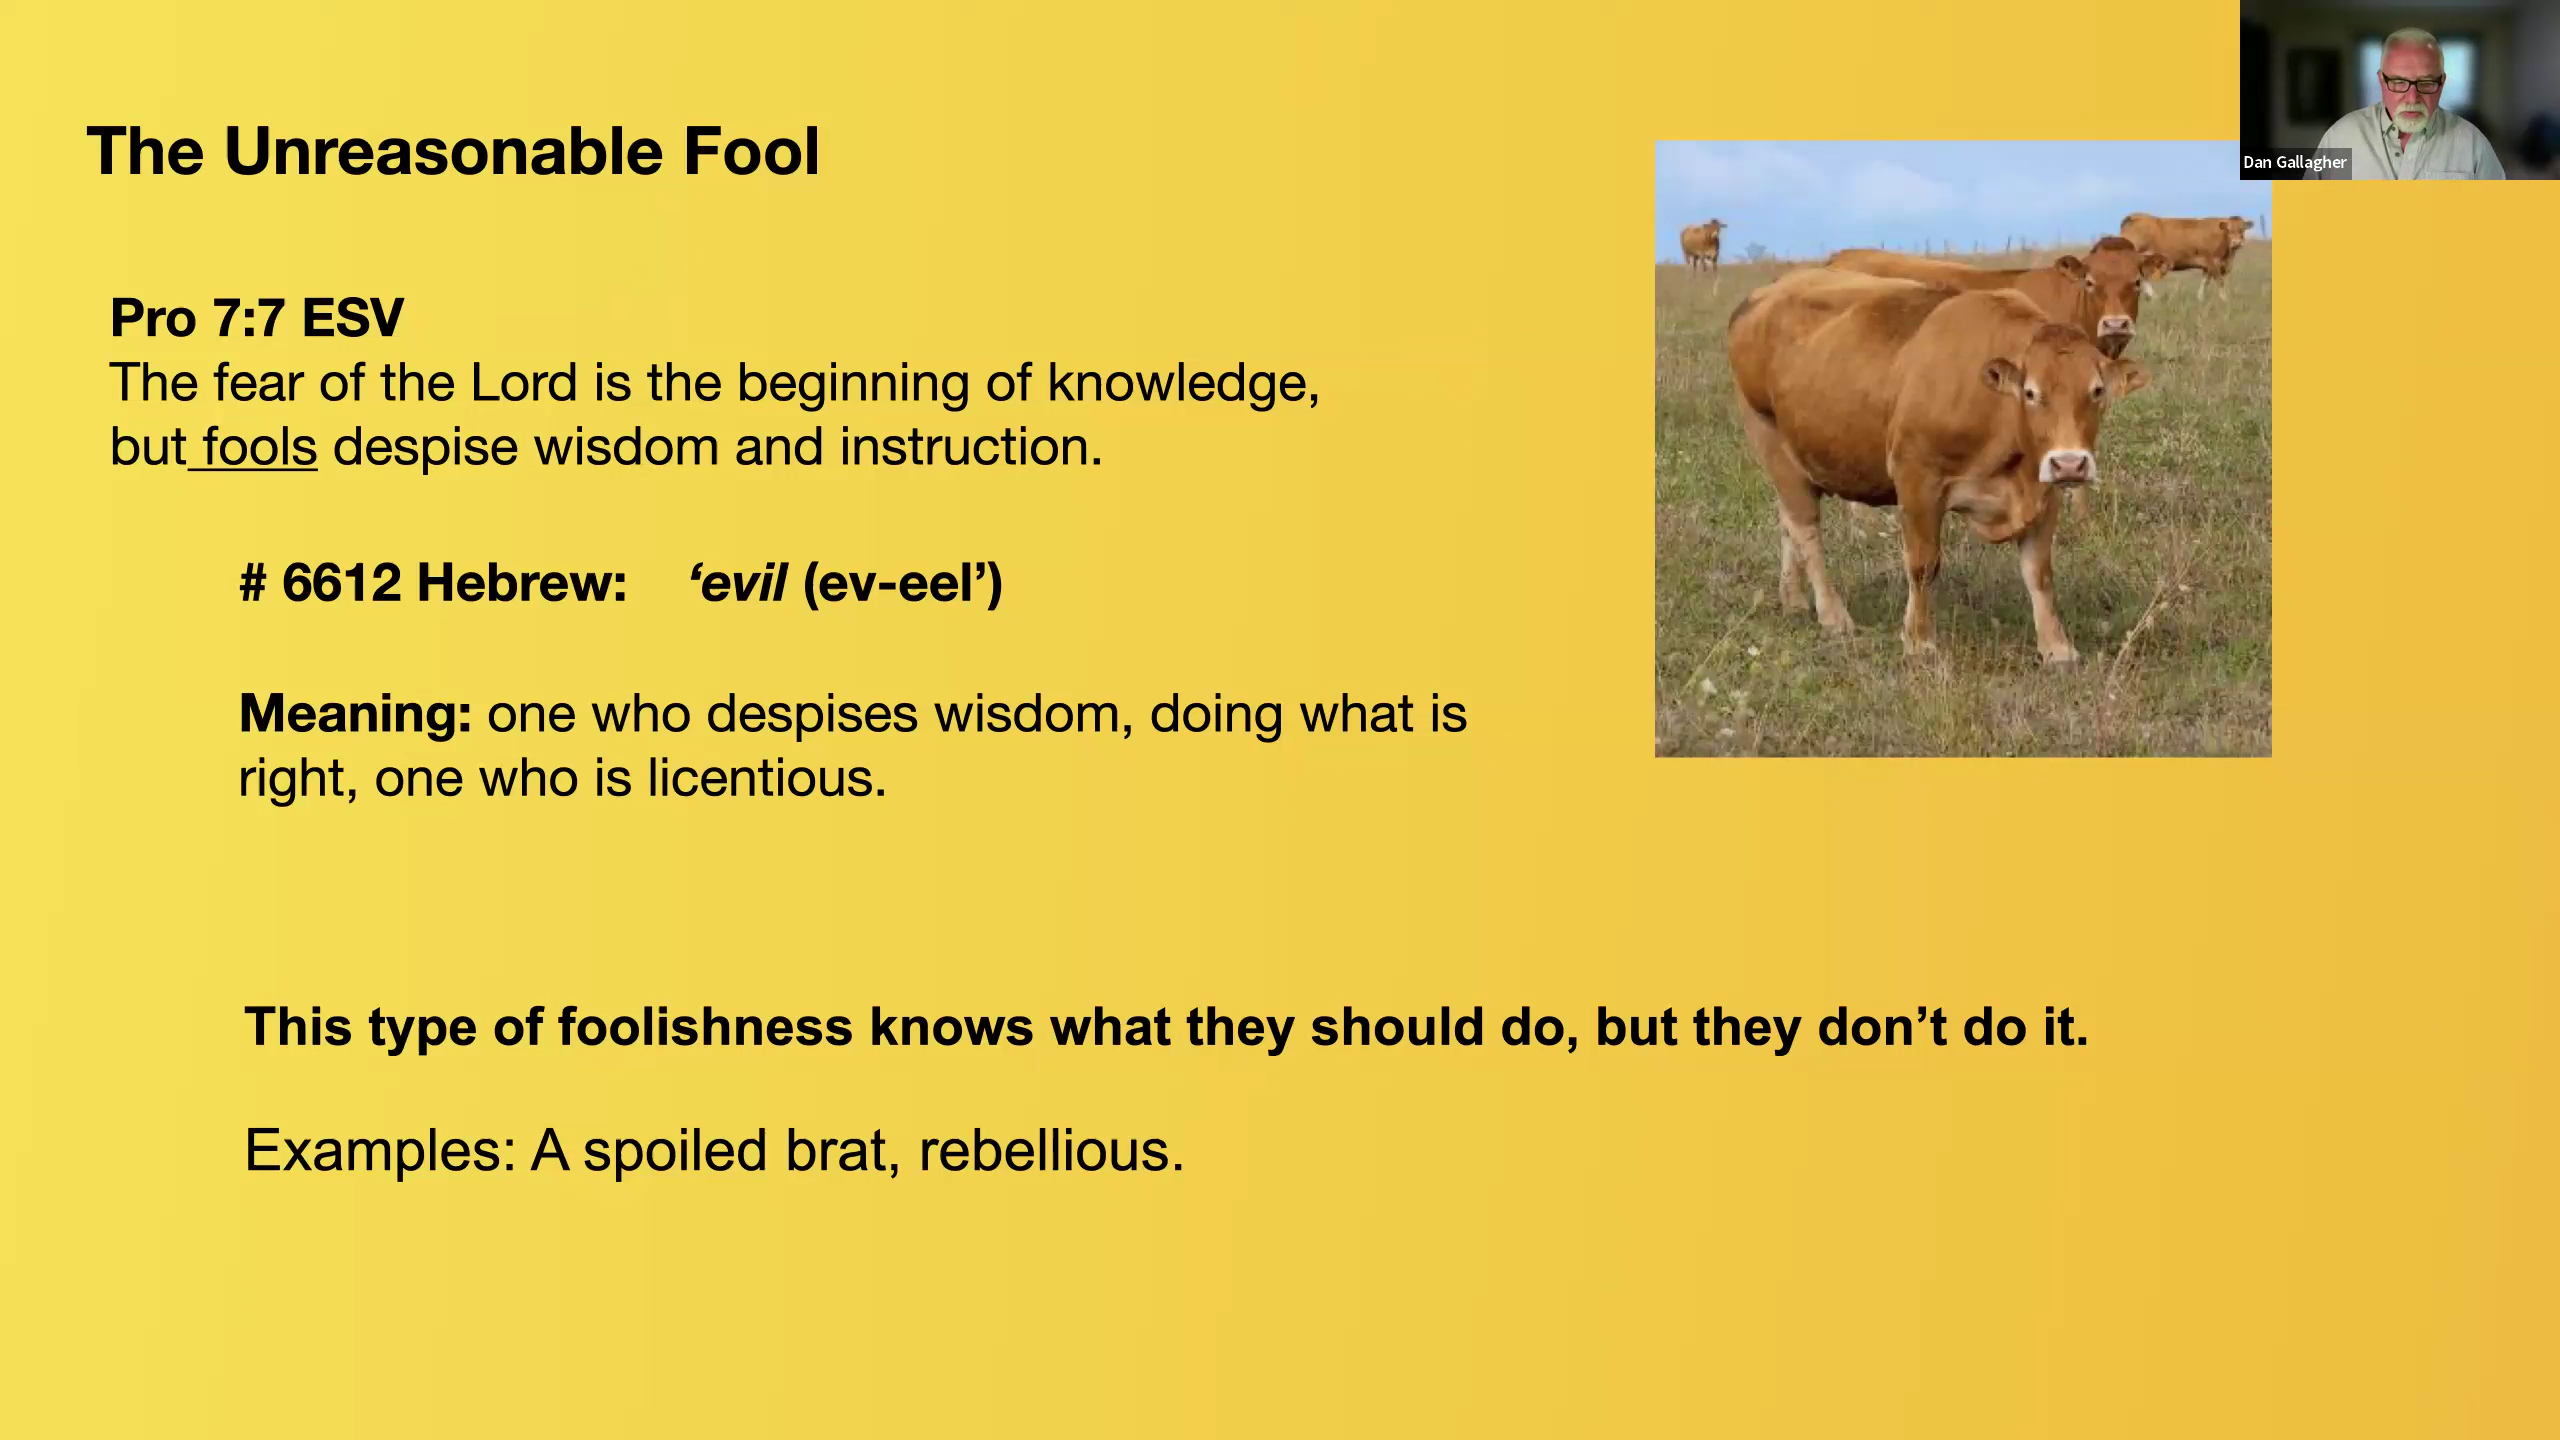 The Unreasonable Fool
Dan Gallagher
Pro 7:7 ESV
The fear of the Lord is the beginning of knowledge,
but fools despise wisdom and instruction.
# 6612 Hebrew: ‘evil (ev-eel’)
Meaning: one who despises wisdom, doing what is
right, one who is licentious.
This type of foolishness knows what they should do, but they don’t do it.
Examples: A spoiled brat, rebellious.